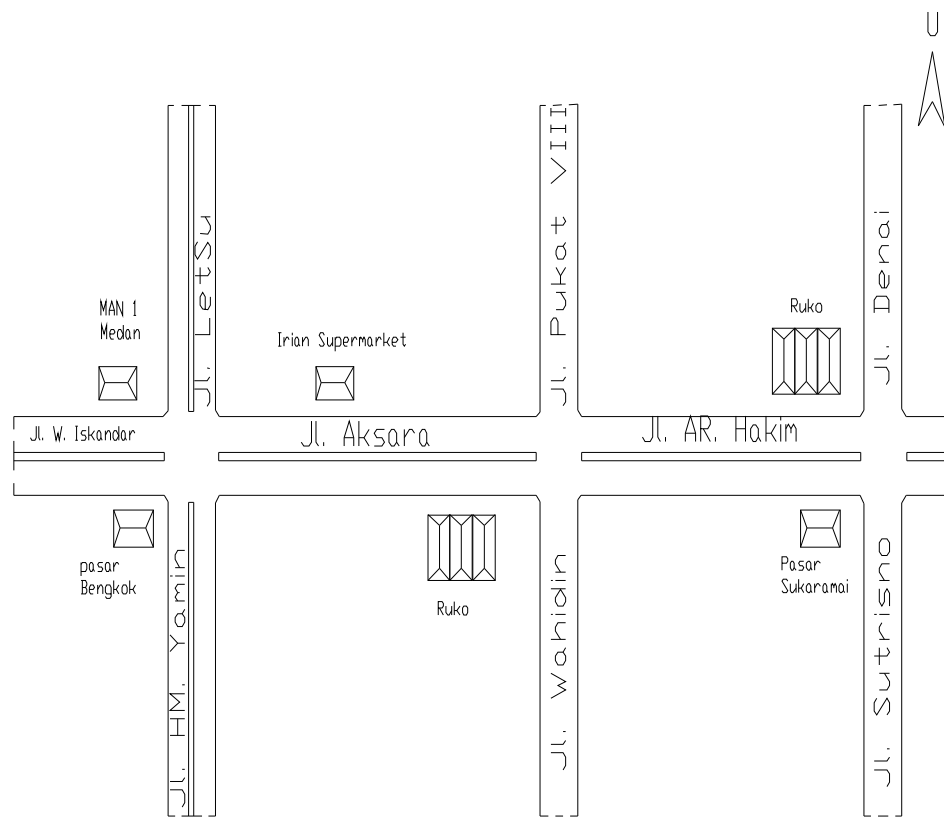 U
Jl. LetSu
Jl. Pukat VIII
Jl. Denai
MAN 1
Medan
Irian Supermarket
Ruko
Jl. W. Iskandar
Jl. Aksara
Jl. AR. Hakim
pasar
Bengkok
Jl. HM. Yamin
Ruko
Jl. Wahidin
Pasar
Sukaramai
Jl. Sutrisno